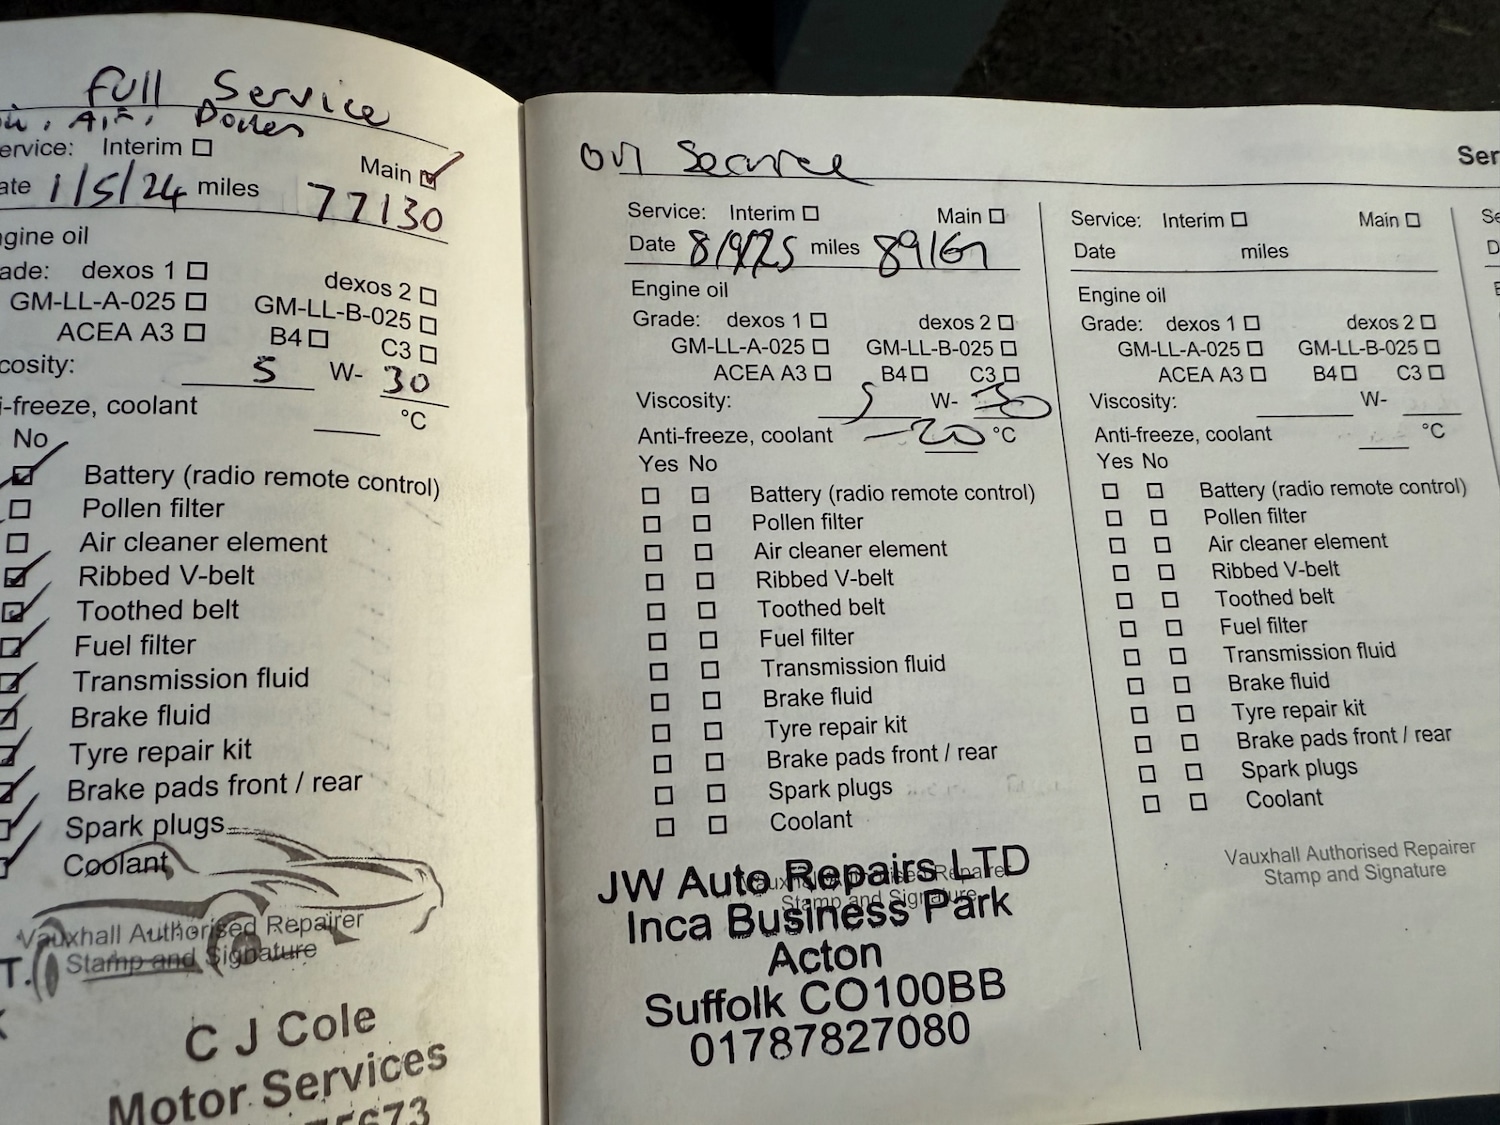 Full Service
, Air, Pollen
ervice: Interim Main
ate 1/5/24 miles 77130
ngine oil
ade: dexos 1 dexos 2
GM-LL-A-025 GM-LL-B-025
ACEA A3 B4 C3
cosity: 5 W- 30
i-freeze, coolant °C
No
Battery (radio remote control)
Pollen filter
Air cleaner element
Ribbed V-belt
Toothed belt
Fuel filter
Transmission fluid
Brake fluid
Tyre repair kit
Brake pads front / rear
Spark plugs
Coolant
Vauxhall Authorised Repairer
Stamp and Signature
T.
C J Cole
Motor Services
75673
Oil Service
Service: Interim Main
Date 8/9/25 miles 89167
Engine oil
Grade: dexos 1 dexos 2
GM-LL-A-025 GM-LL-B-025
ACEA A3 B4 C3
Viscosity: 5 W- 30
Anti-freeze, coolant -20 °C
Yes No
Battery (radio remote control)
Pollen filter
Air cleaner element
Ribbed V-belt
Toothed belt
Fuel filter
Transmission fluid
Brake fluid
Tyre repair kit
Brake pads front / rear
Spark plugs
Coolant
Vauxhall Authorised Repairer
Stamp and Signature
JW Auto Repairs LTD
Inca Business Park
Acton
Suffolk CO100BB
01787827080
Ser
Service: Interim Main
Date miles
Engine oil
Grade: dexos 1 dexos 2
GM-LL-A-025 GM-LL-B-025
ACEA A3 B4 C3
Viscosity: W-
Anti-freeze, coolant °C
Yes No
Battery (radio remote control)
Pollen filter
Air cleaner element
Ribbed V-belt
Toothed belt
Fuel filter
Transmission fluid
Brake fluid
Tyre repair kit
Brake pads front / rear
Spark plugs
Coolant
Vauxhall Authorised Repairer
Stamp and Signature
Se
D
E